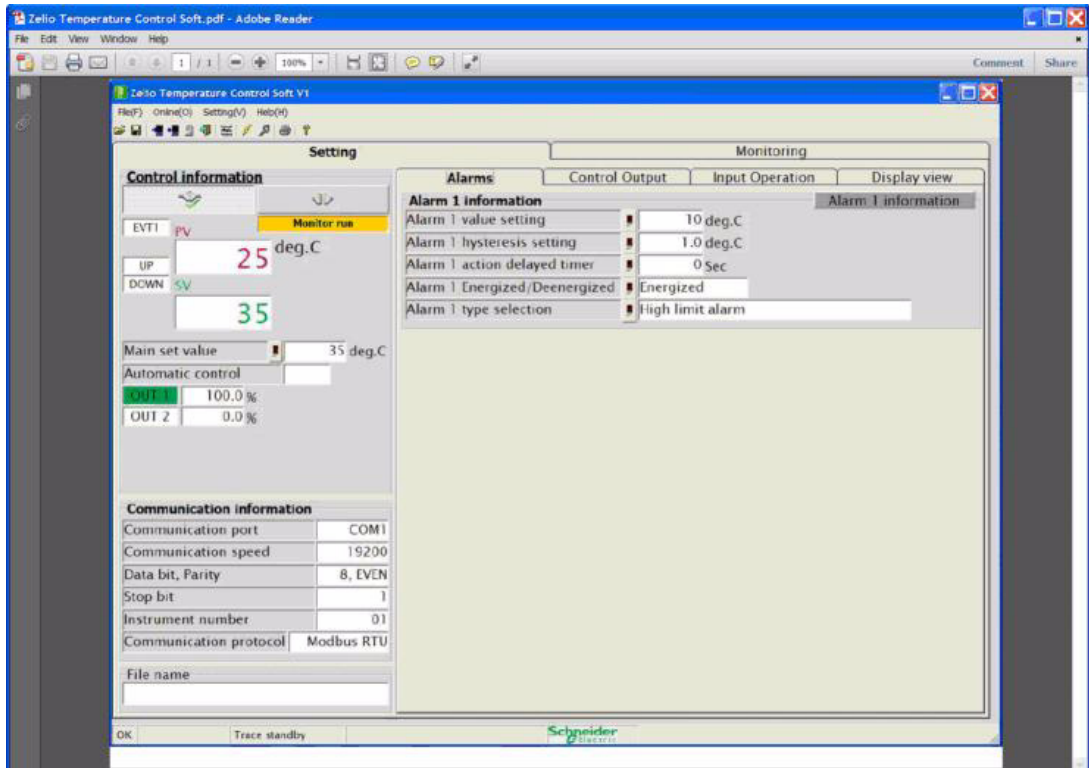 Zelio Temperature Control Soft.pdf - Adobe Reader
File Edit View Window Help
1 / 1 100% Comment Share
Zelio Temperature Control Soft V1
File(F) Online(O) Setting(V) Help(H)
Setting Monitoring
Control information
Monitor run
EVT1 PV
25 deg.C
UP
DOWN SV
35
Main set value 35 deg.C
Automatic control
OUT 1 100.0 %
OUT 2 0.0 %
Communication information
Communication port COM1
Communication speed 19200
Data bit, Parity 8, EVEN
Stop bit 1
Instrument number 01
Communication protocol Modbus RTU
File name
Alarms Control Output Input Operation Display view
Alarm 1 information Alarm 1 information
Alarm 1 value setting 10 deg.C
Alarm 1 hysteresis setting 1.0 deg.C
Alarm 1 action delayed timer 0 Sec
Alarm 1 Energized/Deenergized Energized
Alarm 1 type selection High limit alarm
OK Trace standby Schneider Electric